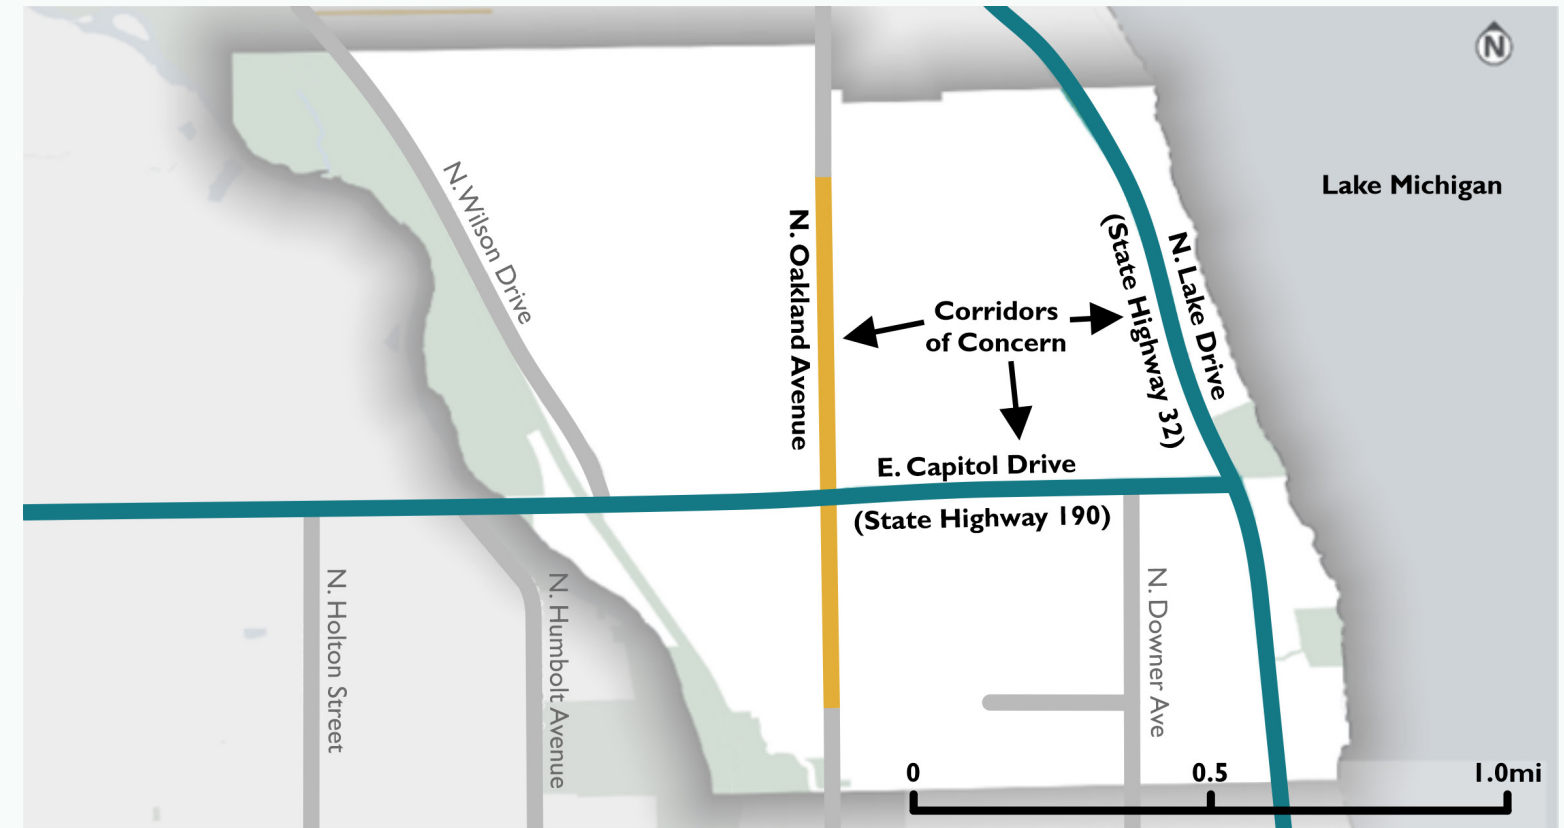 N
Lake Michigan
N. Wilson Drive
N. Oakland Avenue
Corridors
of Concern
N. Lake Drive
(State Highway 32)
E. Capitol Drive
(State Highway 190)
N. Holton Street
N. Humbolt Avenue
N. Downer Ave
0 0.5 1.0mi